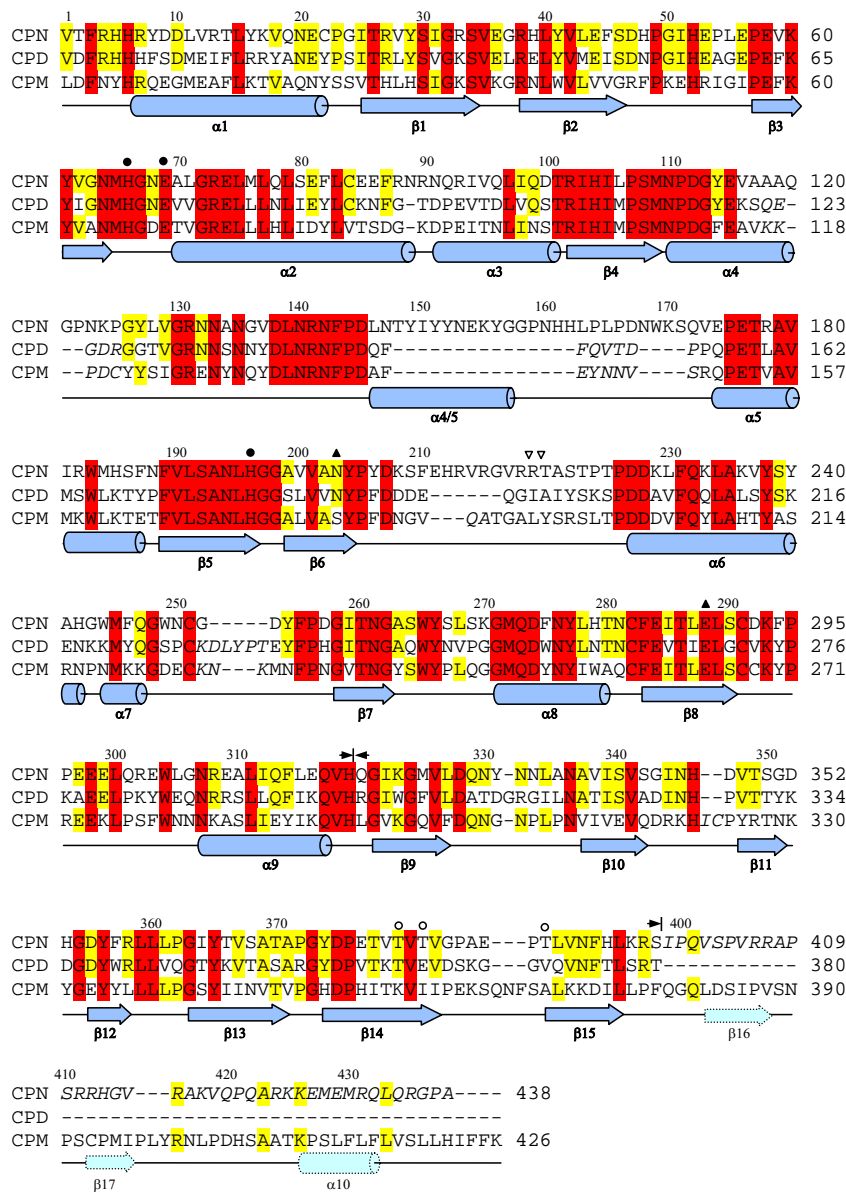 1 10 20 30 40 50
CPN VTFRHHRYDDLVRTLYKVQNECPGITRVYSIGRSVEGRHLYVLEFSDHPGIHEPLEPEVK 60
CPD VDFRHHHFSDMEIFLRRYANEYPSITRLYSVGKSVELRELYVMEISDNPGIHEAGEPEFK 65
CPM LDFNYHRQEGMEAFLKTVAQNYSSVTHLHSIGKSVKGRNLWVLVVGRFPKEHRIGIPEFK 60
α1 β1 β2 β3
70 80 90 100 110
CPN YVGNMHGNEALGRELMLQLSEFLCEEFRNRNQRIVQLIQDTRIHILPSMNPDGYEVAAAQ 120
CPD YIGNMHGNEVVGRELLLNLIEYLCKNFG-TDPEVTDLVQSTRIHIMPSMNPDGYEKSQE- 123
CPM YVANMHGDETVGRELLLHLIDYLVTSDG-KDPEITNLINSTRIHIMPSMNPDGFEAVKK- 118
α2 α3 β4 α4
130 140 150 160 170
CPN GPNKPGYLVGRNNANGVDLNRNFPDLNTYIYYNEKYGGPNHHLPLPDNWKSQVEPETRAV 180
CPD --GDRGGTVGRNNSNNYDLNRNFPDQF---------------FQVTD---PPQPETLAV 162
CPM --PDCYYSIGRENYNQYDLNRNFPDAF---------------EYNNV---SRQPETVAV 157
α4/5 α5
190 200 210 230
CPN IRWMHSFNFVLSANLHGGAVVANYPYDKSFEHRVRGVRRTASTPTPDDKLFQKLAKVYSY 240
CPD MSWLKTYPFVLSANLHGGSLVVNYPFDDDE------QGIAIYSKSPDDAVFQQLALSYSK 216
CPM MKWLKTETFVLSANLHGGALVASYPFDNGV---QATGALYSRSLTPDDDVFQYLAHTYAS 214
β5 β6 α6
250 260 270 280 290
CPN AHGWMFQGWNCG-----DYFPDGITNGASWYSLSKGMQDFNYLHTNCFEITLELSCDKFP 295
CPD ENKKMYQGSPCKDLYPTEYFPHGITNGAQWYNVPGGMQDWNYLNTNCFEVTIELGCVKYP 276
CPM RNPNMKKGDECKN---KMNFPNGVTNGYSWYPLQGGMQDYNYIWAQCFEITLELSCCKYP 271
α7 β7 α8 β8
300 310 330 340 350
CPN PEEELQREWLGNREALIQFLEQVHQGIKGMVLDQNY-NNLANAVISVSGINH--DVTSGD 352
CPD KAEELPKYWEQNRRSLLQFIKQVHRGIWGFVLDATDGRGILNATISVADINH--PVTTYK 334
CPM REEKLPSFWNNNKASLIEYIKQVHLGVKGQVFDQNG-NPLPNVIVEVQDRKHICPYRTNK 330
α9 β9 β10 β11
360 370 400
CPN HGDYFRLLLPGIYTVSATAPGYDPETVTVTVGPAE---PTLVNFHLKRSIPQVSPVRRAP 409
CPD DGDYWRLLVQGTYKVTASARGYDPVTKTVEVDSKG---GVQVNFTLSRT----------- 380
CPM YGEYYLLLLPGSYIINVTVPGHDPHITKVIIPEKSQNFSALKKDILLPFQGQLDSIPVSN 390
β12 β13 β14 β15 β16
410 420 430
CPN SRRHGV---RAKVQPQARKKEMEMRQLQRGPA---- 438
CPD ------------------------------------
CPM PSCPMIPLYRNLPDHSAATKPSLFLFLVSLLHIFFK 426
β17 α10